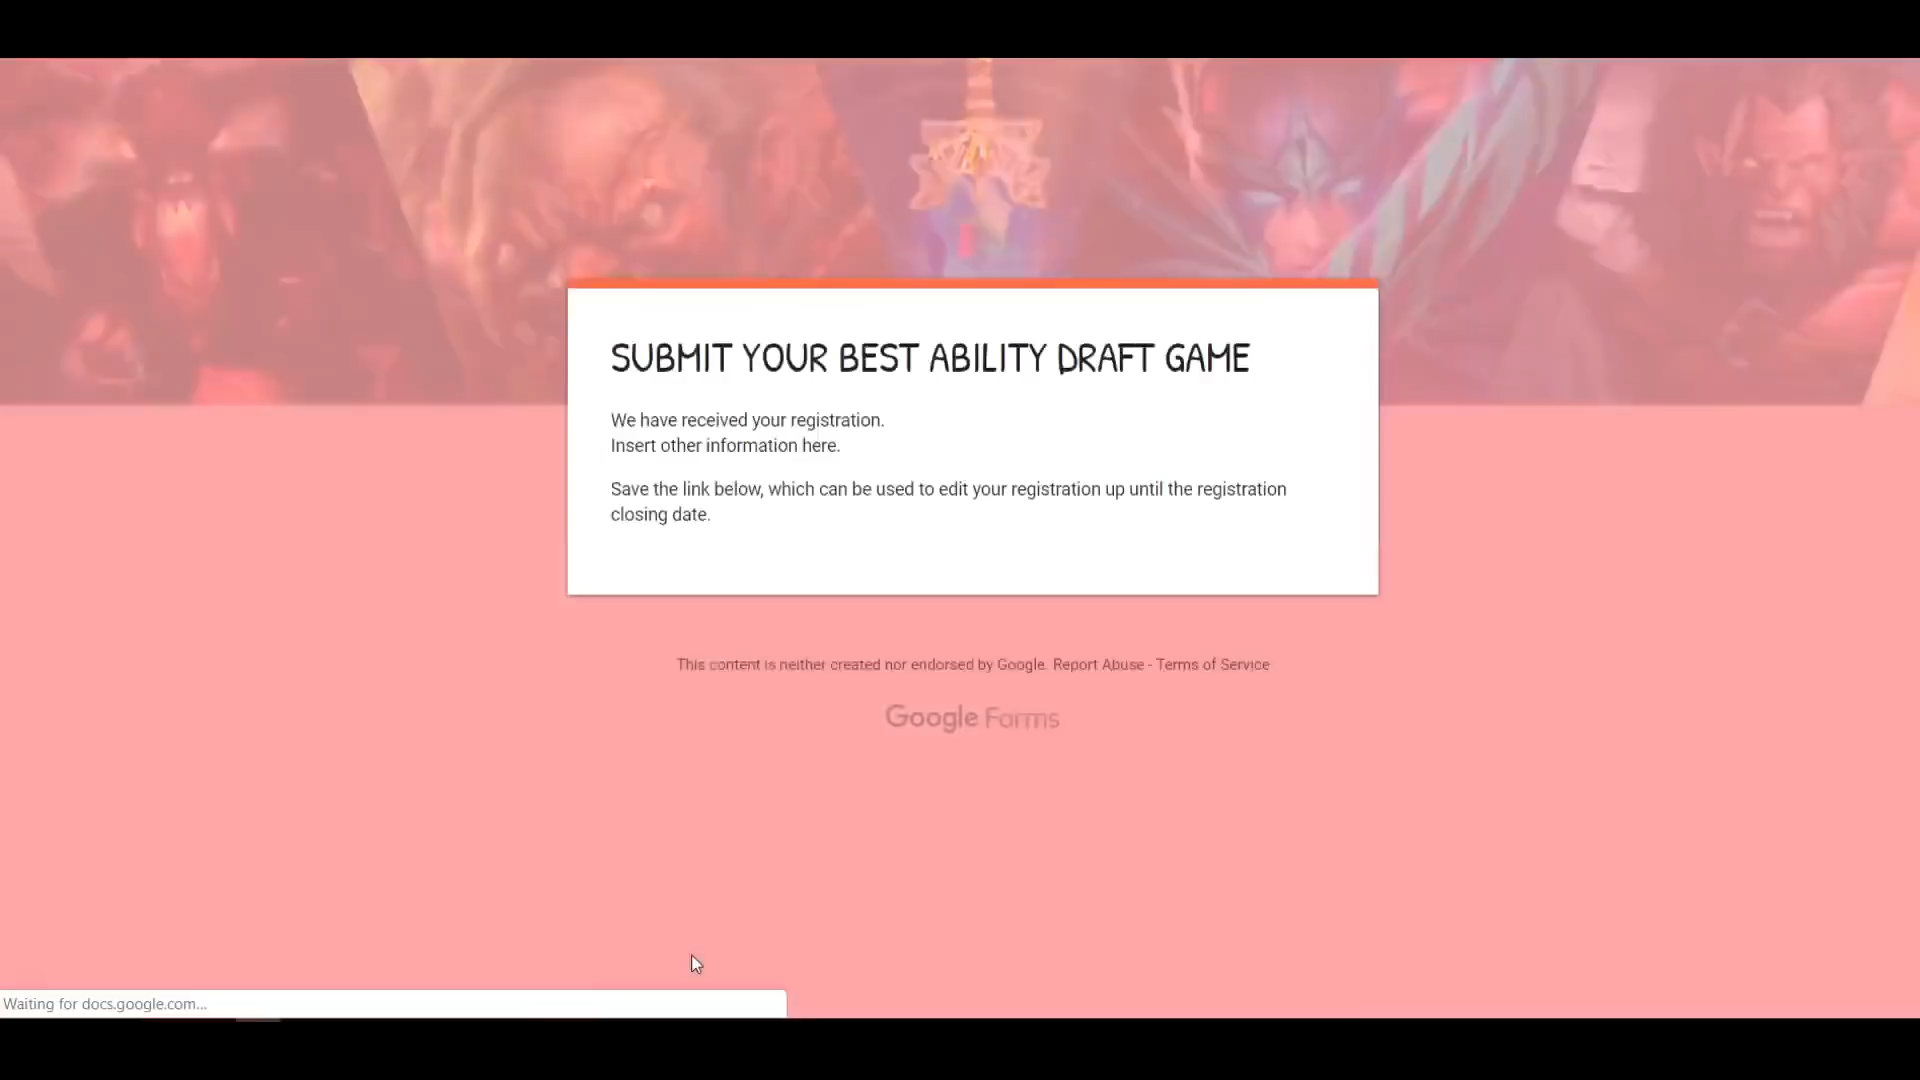 SUBMIT YOUR BEST ABILITY DRAFT GAME
We have received your registration.
Insert other information here.
Save the link below, which can be used to edit your registration up until the registration
closing date.
This content is neither created nor endorsed by Google. Report Abuse - Terms of Service
Google Forms
Waiting for docs.google.com...